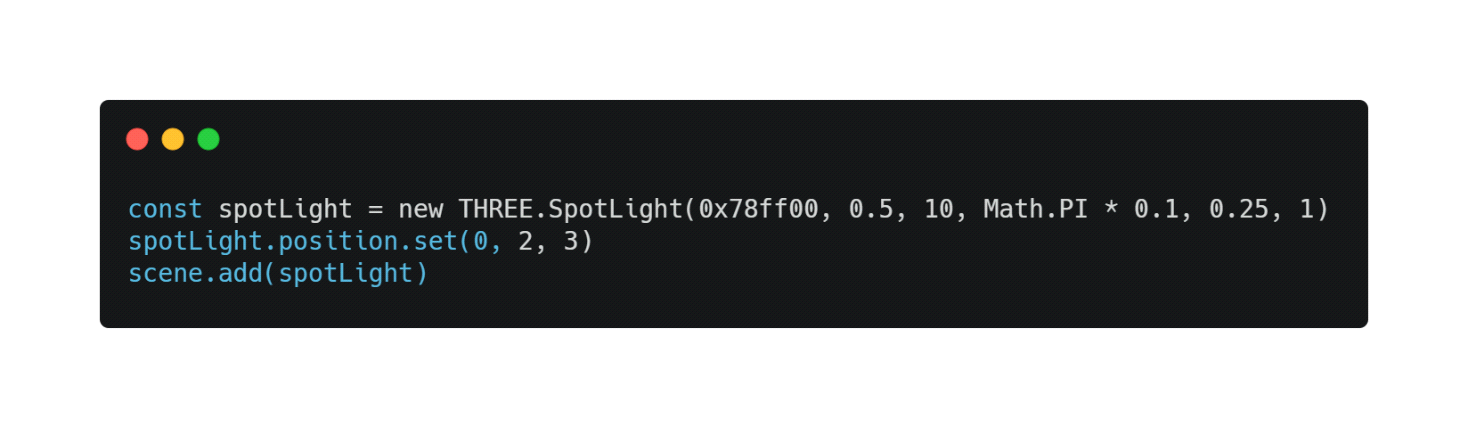 const spotLight = new THREE.SpotLight(0x78ff00, 0.5, 10, Math.PI * 0.1, 0.25, 1)
spotLight.position.set(0, 2, 3)
scene.add(spotLight)